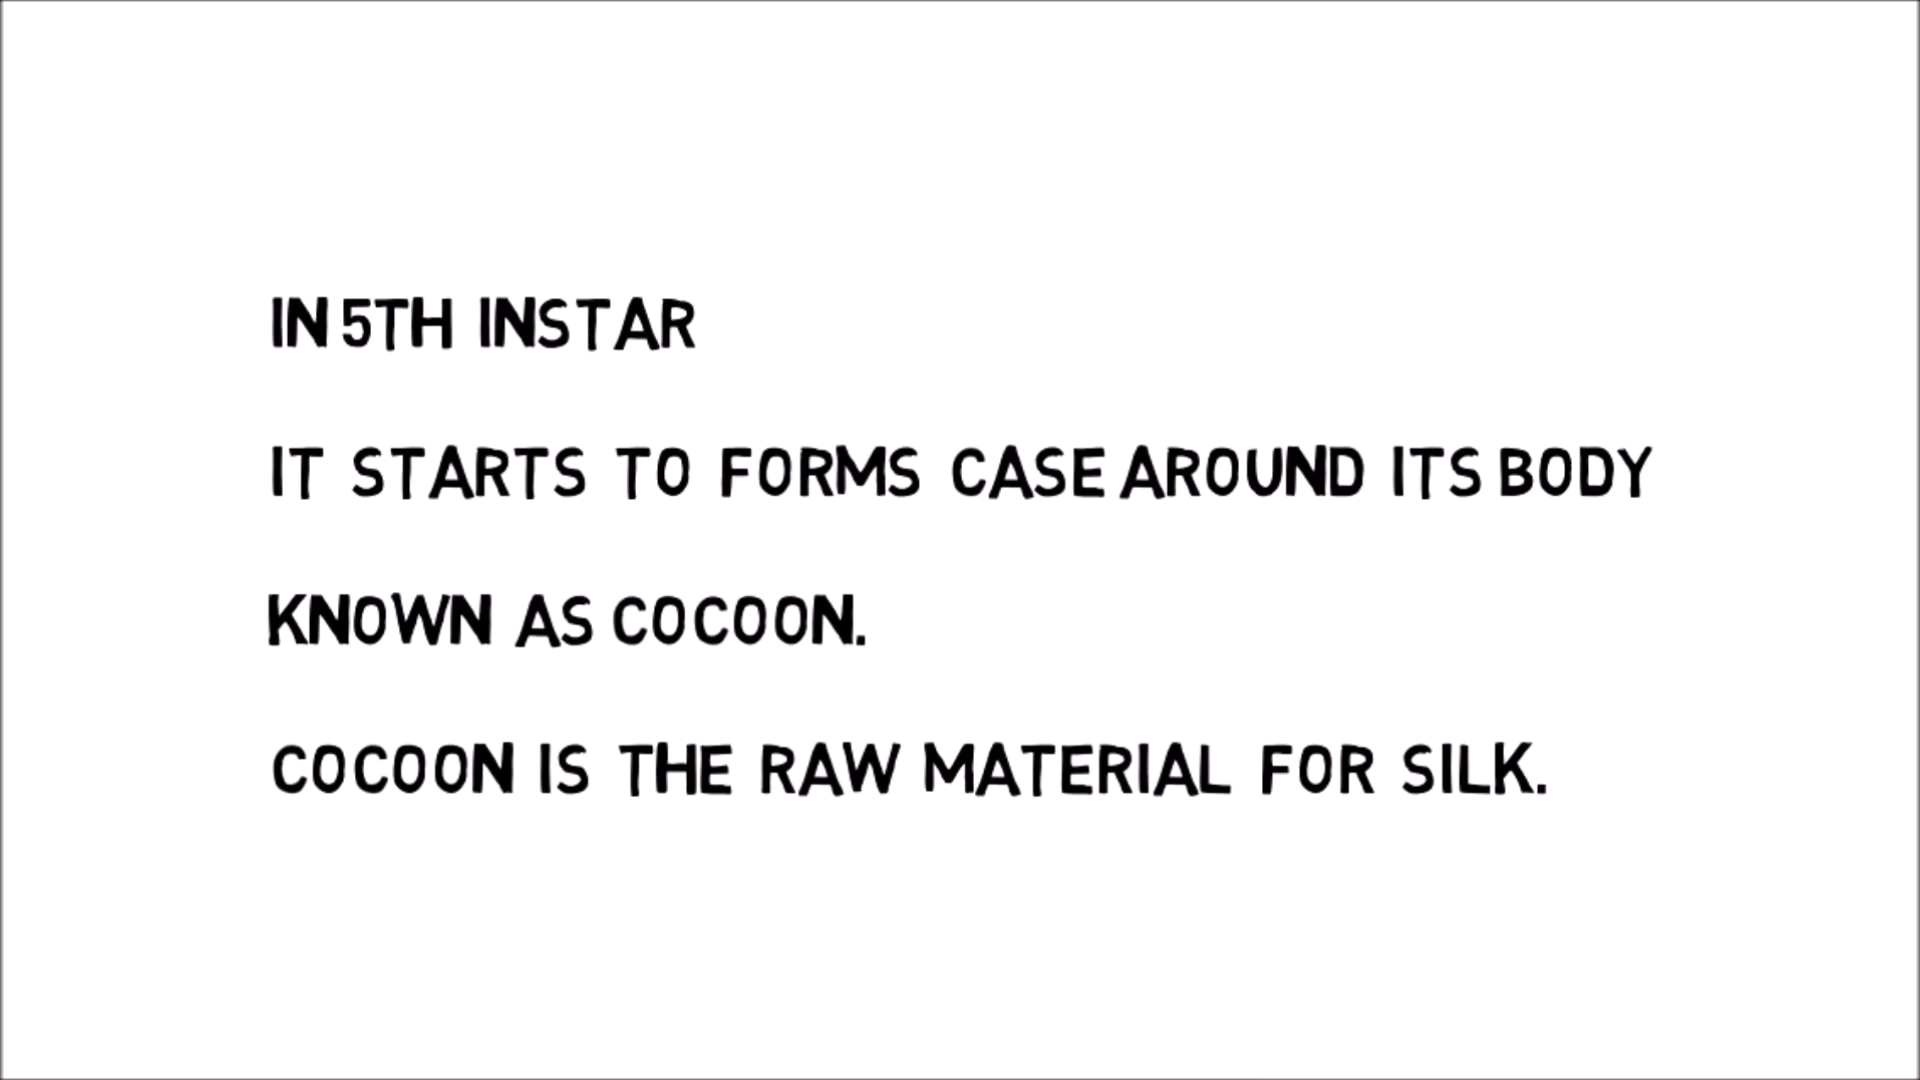 IN 5TH INSTAR
IT STARTS TO FORMS CASE AROUND ITS BODY
KNOWN AS COCOON.
COCOON IS THE RAW MATERIAL FOR SILK.